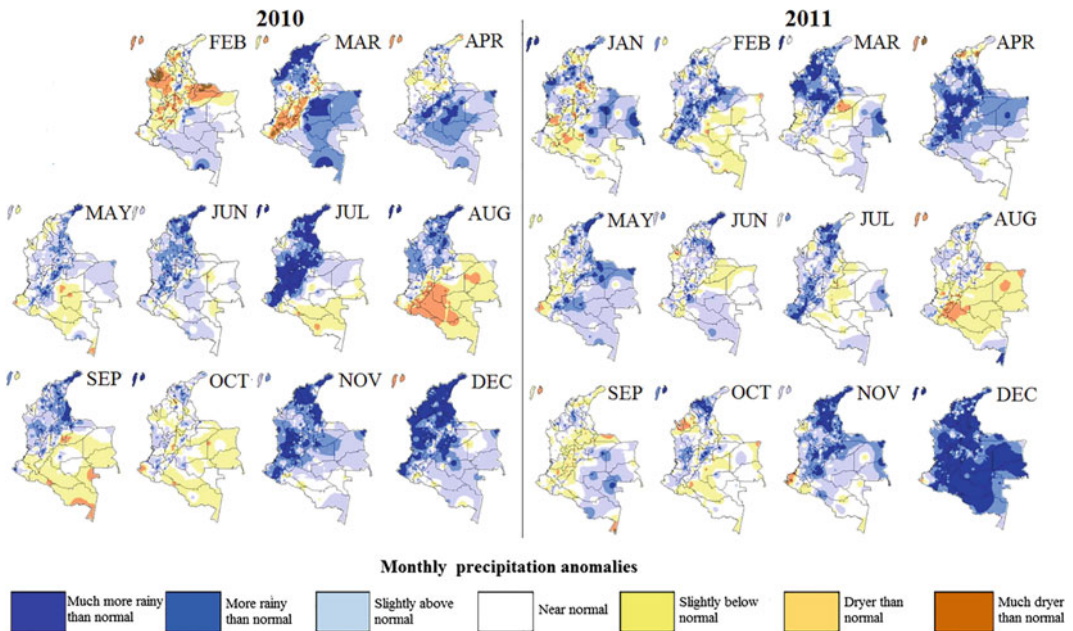 2010
2011
FEB
MAR
APR
JAN
FEB
MAR
APR
MAY
JUN
JUL
AUG
MAY
JUN
JUL
AUG
SEP
OCT
NOV
DEC
SEP
OCT
NOV
DEC
Monthly precipitation anomalies
Much more rainy
than normal
More rainy
than normal
Slightly above
normal
Near normal
Slightly below
normal
Dryer than
normal
Much dryer
than normal